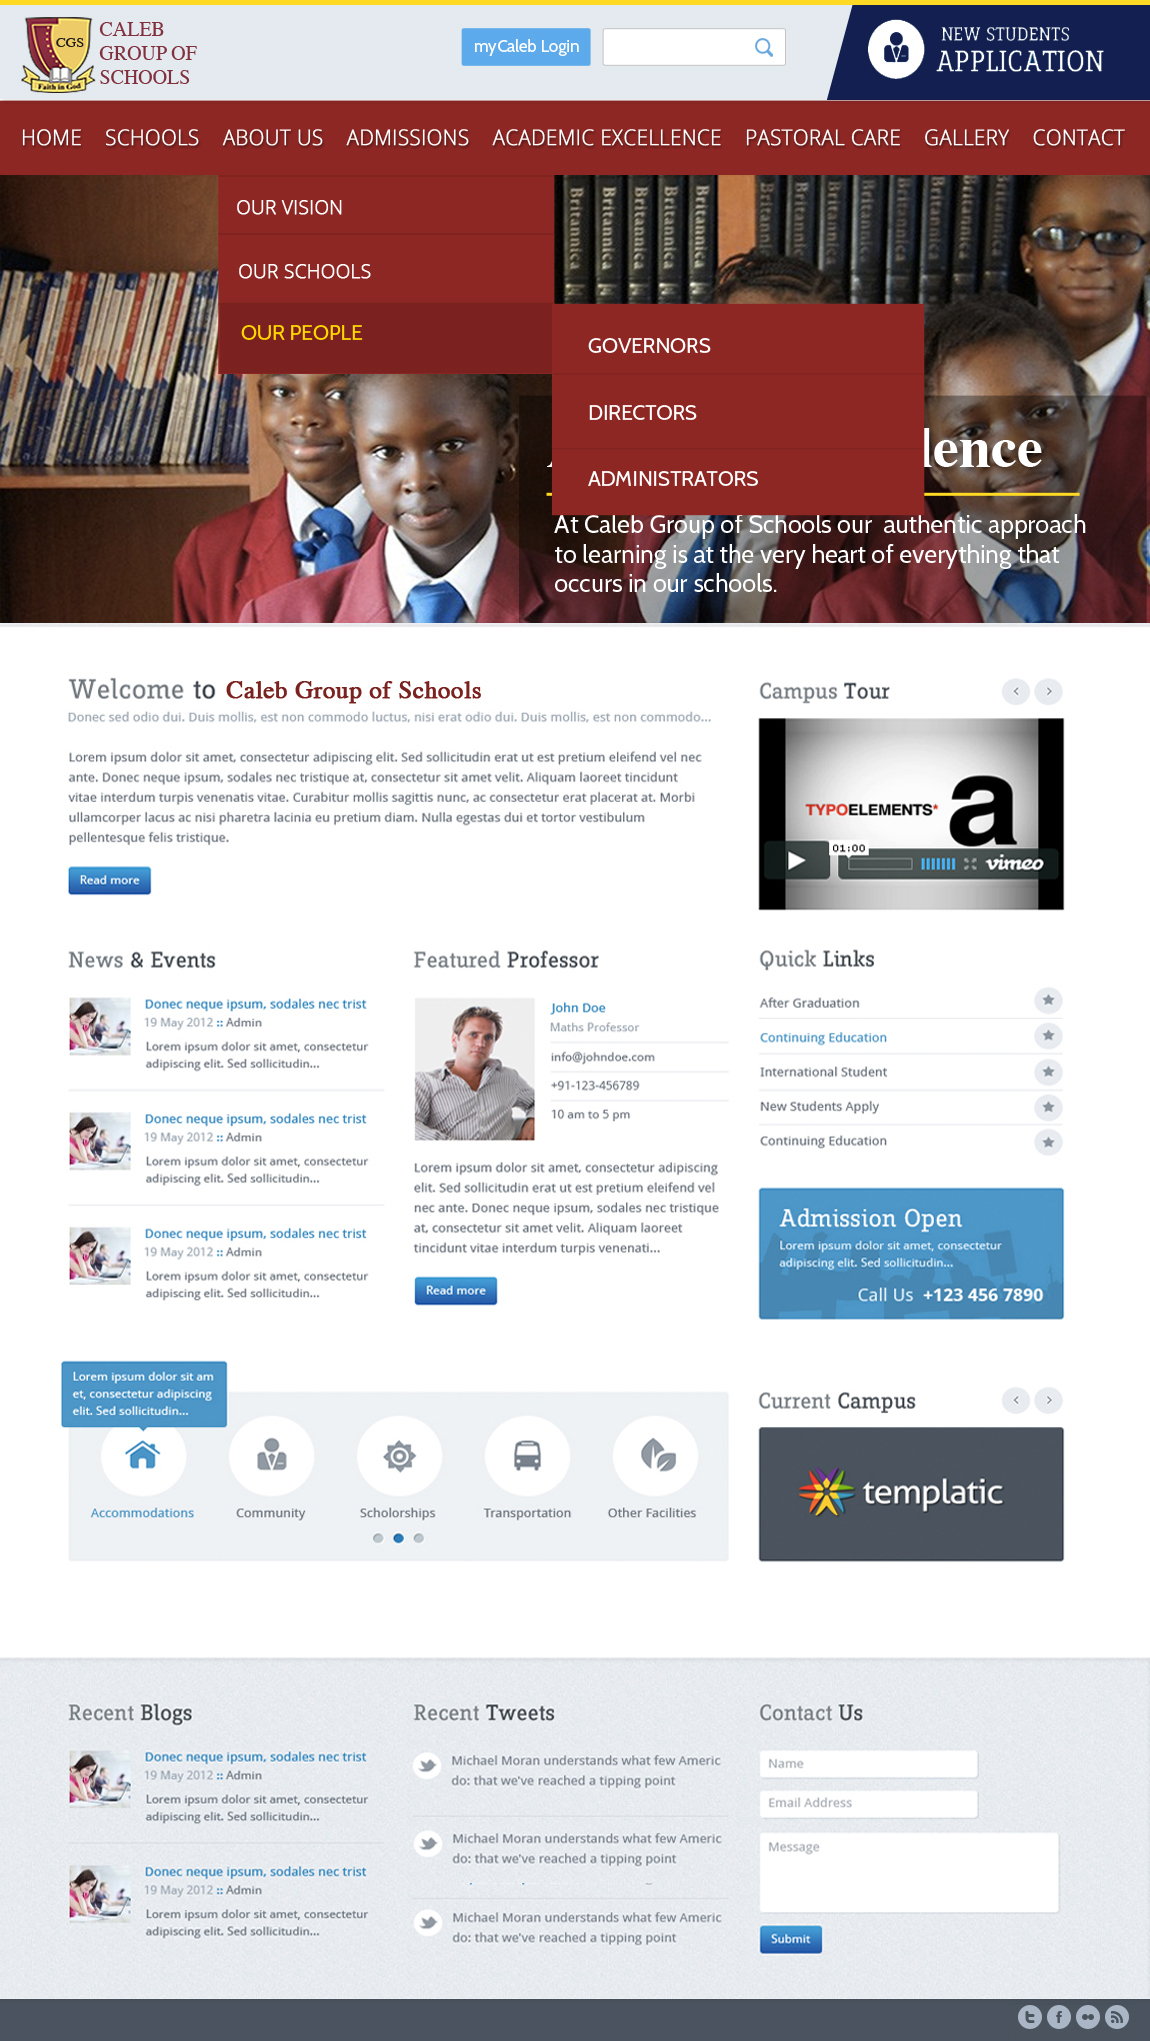 CALEB
GROUP OF
SCHOOLS
CGS
Faith in God
myCaleb Login
NEW STUDENTS
APPLICATION
HOME SCHOOLS ABOUT US ADMISSIONS ACADEMIC EXCELLENCE PASTORAL CARE GALLERY CONTACT
OUR VISION
OUR SCHOOLS
OUR PEOPLE
GOVERNORS
DIRECTORS
ADMINISTRATORS
Britannica Britannica Britannica Britannica Britannica
lence
At Caleb Group of Schools our authentic approach
to learning is at the very heart of everything that
occurs in our schools.
Welcome to Caleb Group of Schools
Donec sed odio dui. Duis mollis, est non commodo luctus, nisi erat odio dui. Duis mollis, est non commodo...
Lorem ipsum dolor sit amet, consectetur adipiscing elit. Sed sollicitudin erat ut est pretium eleifend vel nec
ante. Donec neque ipsum, sodales nec tristique at, consectetur sit amet velit. Aliquam laoreet tincidunt
vitae interdum turpis venenatis vitae. Curabitur mollis sagittis nunc, ac consectetur erat placerat at. Morbi
ullamcorper lacus ac nisi pharetra lacinia eu pretium diam. Nulla egestas dui et tortor vestibulum
pellentesque felis tristique.
Read more
Campus Tour
TYPOELEMENTS*
a
01:00
vimeo
News & Events
Donec neque ipsum, sodales nec trist
19 May 2012 :: Admin
Lorem ipsum dolor sit amet, consectetur
adipiscing elit. Sed sollicitudin...
Donec neque ipsum, sodales nec trist
19 May 2012 :: Admin
Lorem ipsum dolor sit amet, consectetur
adipiscing elit. Sed sollicitudin...
Donec neque ipsum, sodales nec trist
19 May 2012 :: Admin
Lorem ipsum dolor sit amet, consectetur
adipiscing elit. Sed sollicitudin...
Featured Professor
John Doe
Maths Professor
info@johndoe.com
+91-123-456789
10 am to 5 pm
Lorem ipsum dolor sit amet, consectetur adipiscing
elit. Sed sollicitudin erat ut est pretium eleifend vel
nec ante. Donec neque ipsum, sodales nec tristique
at, consectetur sit amet velit. Aliquam laoreet
tincidunt vitae interdum turpis venenati...
Read more
Quick Links
After Graduation
Continuing Education
International Student
New Students Apply
Continuing Education
Admission Open
Lorem ipsum dolor sit amet, consectetur
adipiscing elit. Sed sollicitudin...
Call Us +123 456 7890
Lorem ipsum dolor sit am
et, consectetur adipiscing
elit. Sed sollicitudin...
Accommodations Community Scholorships Transportation Other Facilities
Current Campus
templatic
Recent Blogs
Donec neque ipsum, sodales nec trist
19 May 2012 :: Admin
Lorem ipsum dolor sit amet, consectetur
adipiscing elit. Sed sollicitudin...
Donec neque ipsum, sodales nec trist
19 May 2012 :: Admin
Lorem ipsum dolor sit amet, consectetur
adipiscing elit. Sed sollicitudin...
Recent Tweets
Michael Moran understands what few Americ
do: that we've reached a tipping point
Michael Moran understands what few Americ
do: that we've reached a tipping point
Michael Moran understands what few Americ
do: that we've reached a tipping point
Contact Us
Name
Email Address
Message
Submit